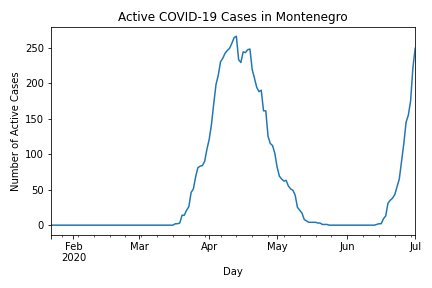 Active COVID-19 Cases in Montenegro
Number of Active Cases
250
200
150
100
50
0
Feb
2020
Mar
Apr
May
Jun
Jul
Day